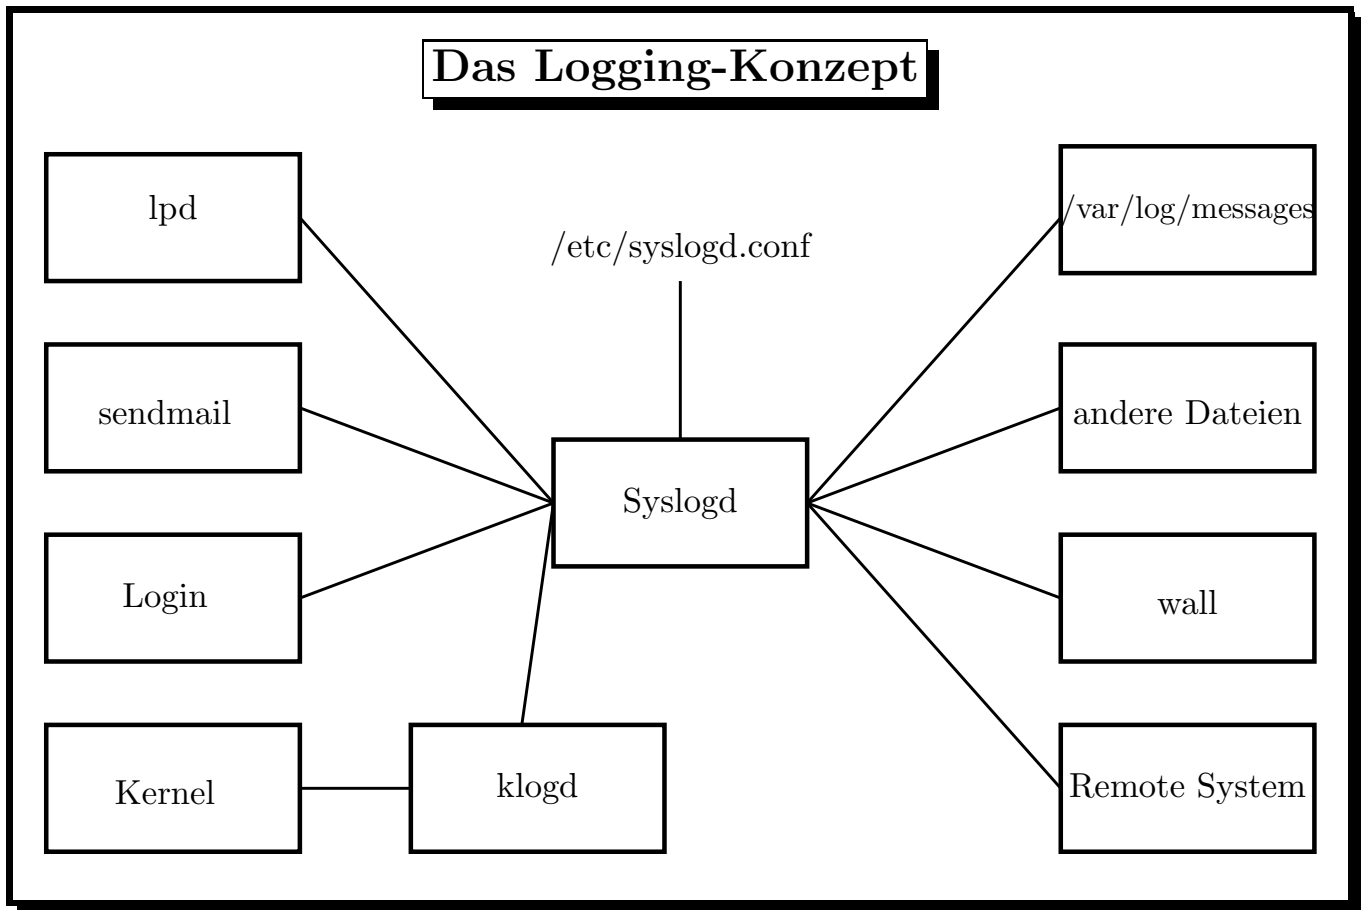 Das Logging-Konzept
lpd
/var/log/messages
/etc/syslogd.conf
sendmail
andere Dateien
Syslogd
Login
wall
Kernel
klogd
Remote System